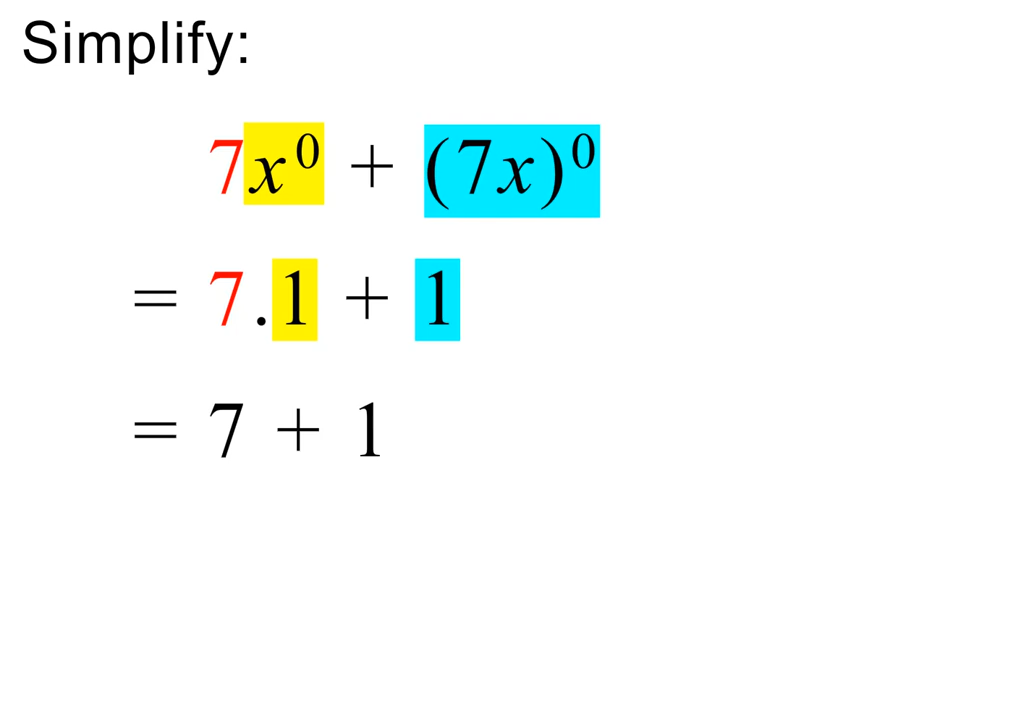 Simplify:
7x⁰ + (7x)⁰
= 7.1 + 1
= 7 + 1